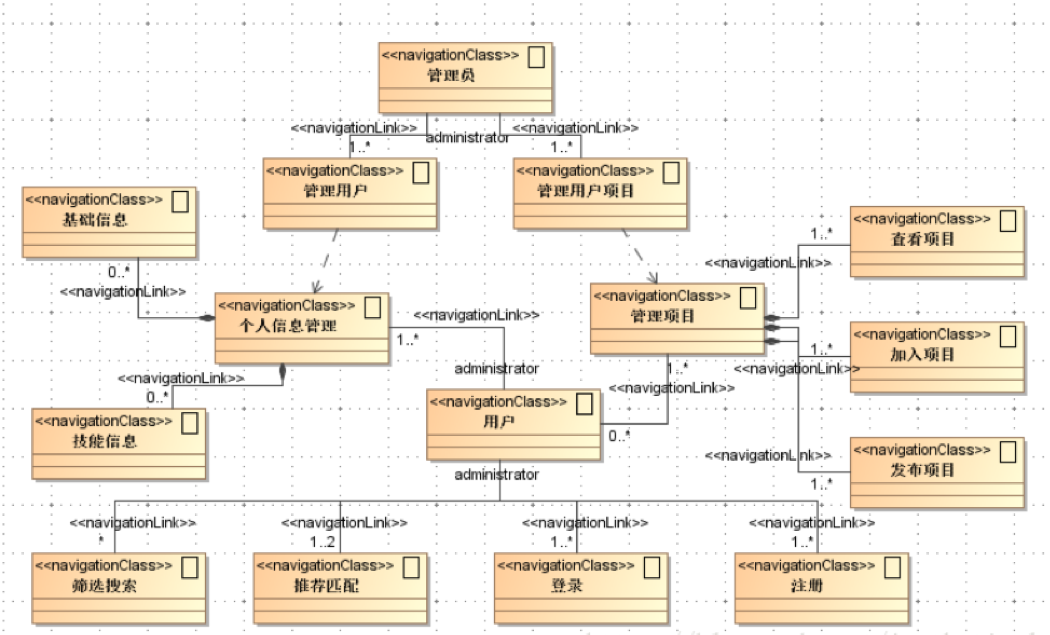 <<navigationClass>>
管理员
<<navigationLink>>
administrator
<<navigationLink>>
1..*
1..*
<<navigationClass>>
管理用户
<<navigationClass>>
管理用户项目
<<navigationClass>>
基础信息
<<navigationClass>>
查看项目
1..*
<<navigationLink>>
0..*
<<navigationLink>>
<<navigationClass>>
个人信息管理
<<navigationClass>>
管理项目
<<navigationLink>>
1..*
<<navigationClass>>
加入项目
1..*
<<navigationLink>>
administrator
1..*
<<navigationLink>>
<<navigationLink>>
0..*
<<navigationClass>>
用户
0..*
<<navigationClass>>
技能信息
<<navigationClass>>
发布项目
<<navigationLink>>
1..*
administrator
<<navigationLink>>
*
<<navigationLink>>
1..2
<<navigationLink>>
1..*
<<navigationLink>>
1..*
<<navigationClass>>
筛选搜索
<<navigationClass>>
推荐匹配
<<navigationClass>>
登录
<<navigationClass>>
注册